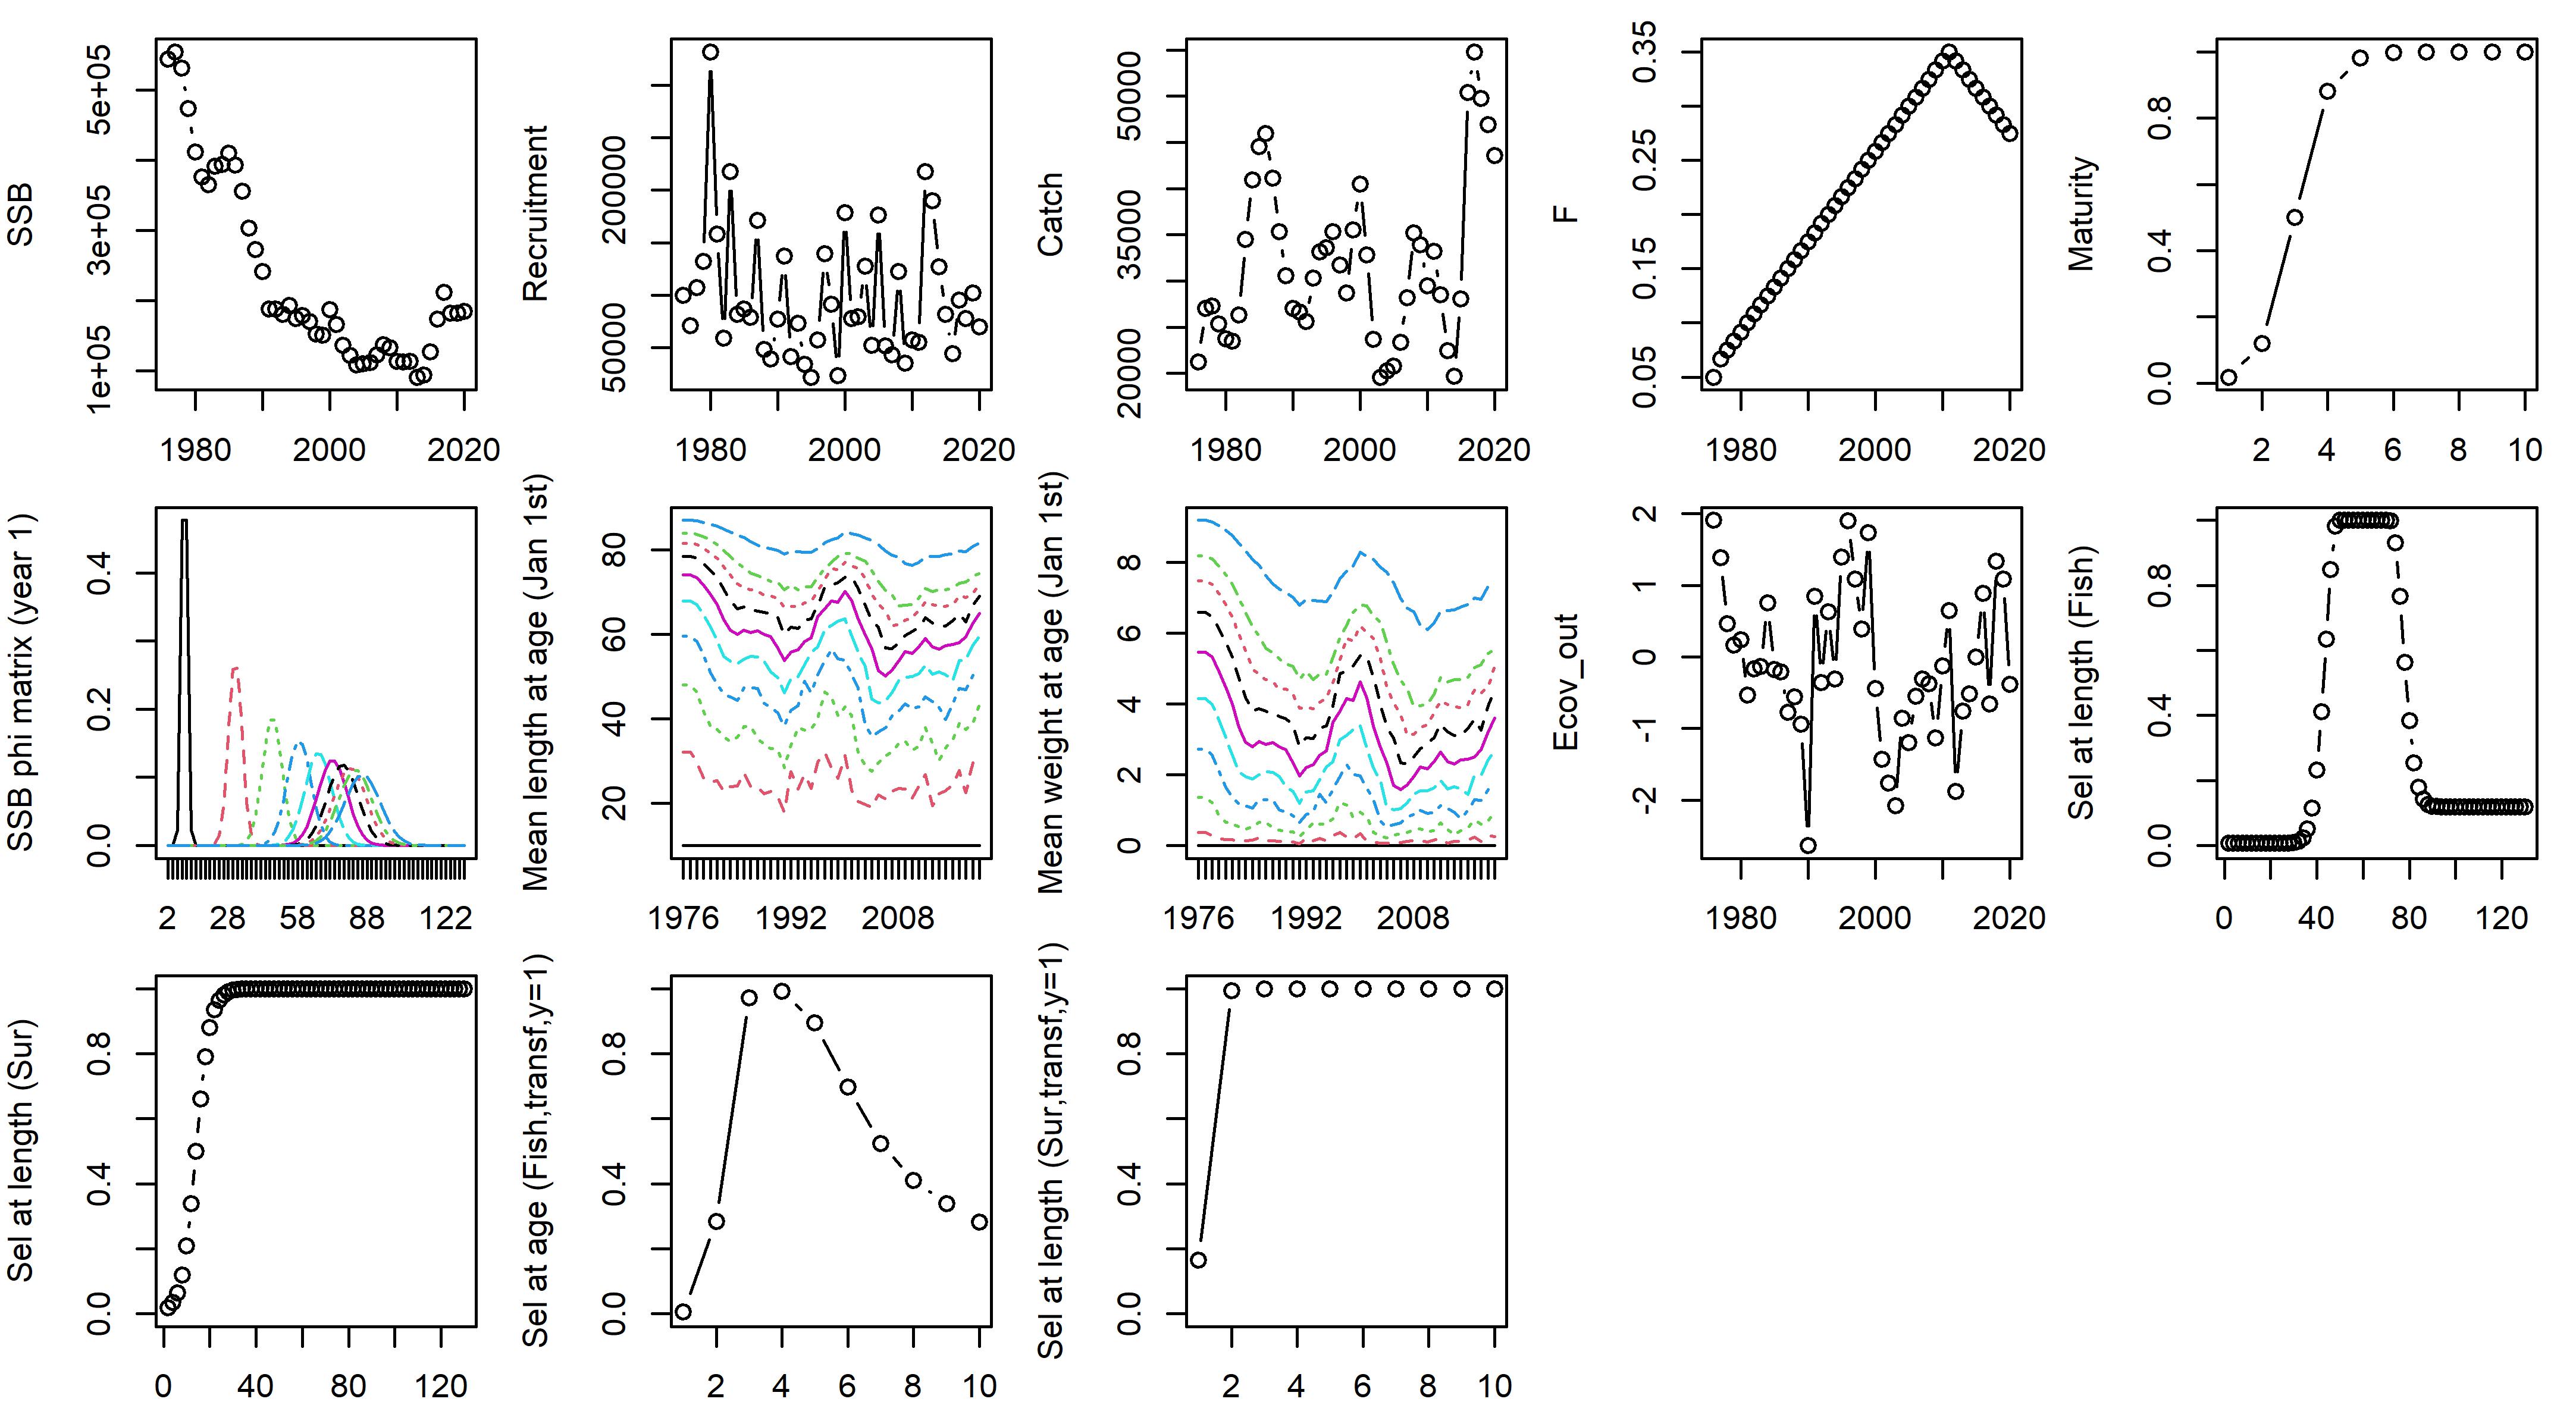 SSB
1e+05 3e+05 5e+05
1980 2000 2020
Recruitment
50000 200000
1980 2000 2020
Catch
20000 35000 50000
1980 2000 2020
F
0.05 0.15 0.25 0.35
1980 2000 2020
Maturity
0.0 0.4 0.8
2 4 6 8 10
SSB phi matrix (year 1)
0.0 0.2 0.4
2 28 58 88 122
Mean length at age (Jan 1st)
20 40 60 80
1976 1992 2008
Mean weight at age (Jan 1st)
0 2 4 6 8
1976 1992 2008
Ecov_out
-2 -1 0 1 2
1980 2000 2020
Sel at length (Fish)
0.0 0.4 0.8
0 40 80 120
Sel at length (Sur)
0.0 0.4 0.8
0 40 80 120
Sel at age (Fish,transf,y=1)
0.0 0.4 0.8
2 4 6 8 10
Sel at length (Sur,transf,y=1)
0.0 0.4 0.8
2 4 6 8 10